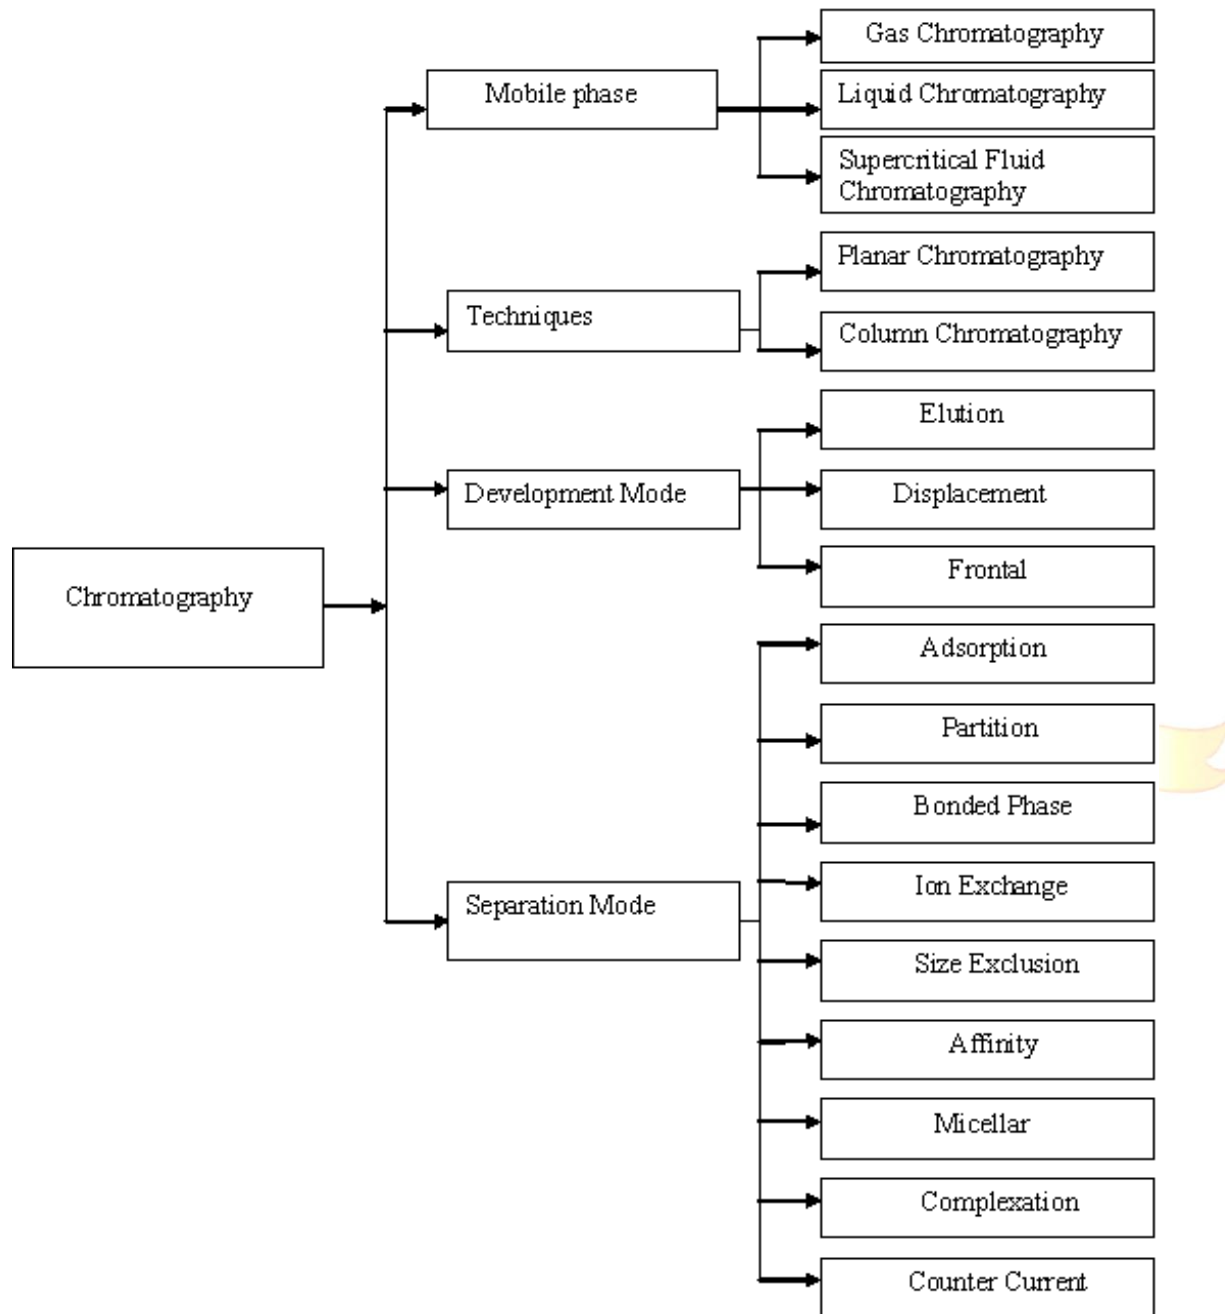 Gas Chromatography
Mobile phase
Liquid Chromatography
Supercritical Fluid
Chromatography
Planar Chromatography
Techniques
Column Chromatography
Elution
Development Mode
Displacement
Frontal
Chromatography
Adsorption
Partition
Bonded Phase
Ion Exchange
Separation Mode
Size Exclusion
Affinity
Micellar
Complexation
Counter Current